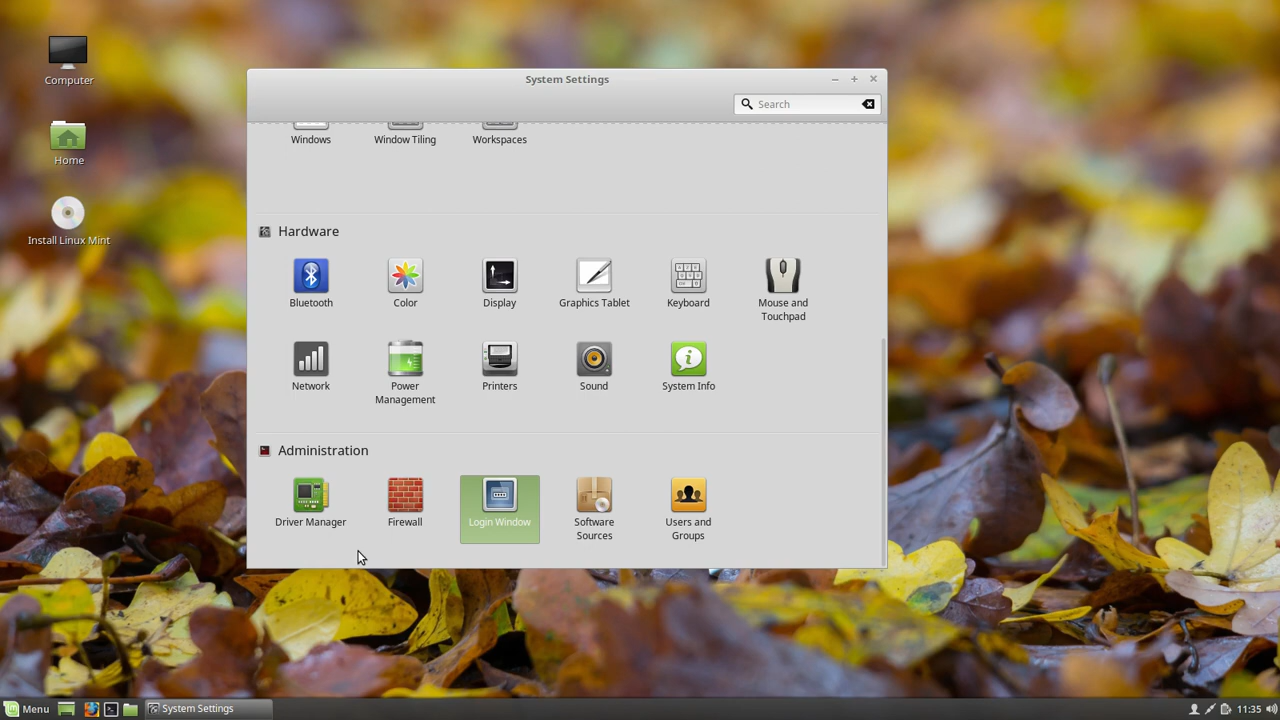 Computer
Home
Install Linux Mint
System Settings
Search
Windows
Window Tiling
Workspaces
Hardware
Bluetooth
Color
Display
Graphics Tablet
Keyboard
Mouse and
Touchpad
Network
Power
Management
Printers
Sound
System Info
Administration
Driver Manager
Firewall
Login Window
Software
Sources
Users and
Groups
Menu
System Settings
11:35